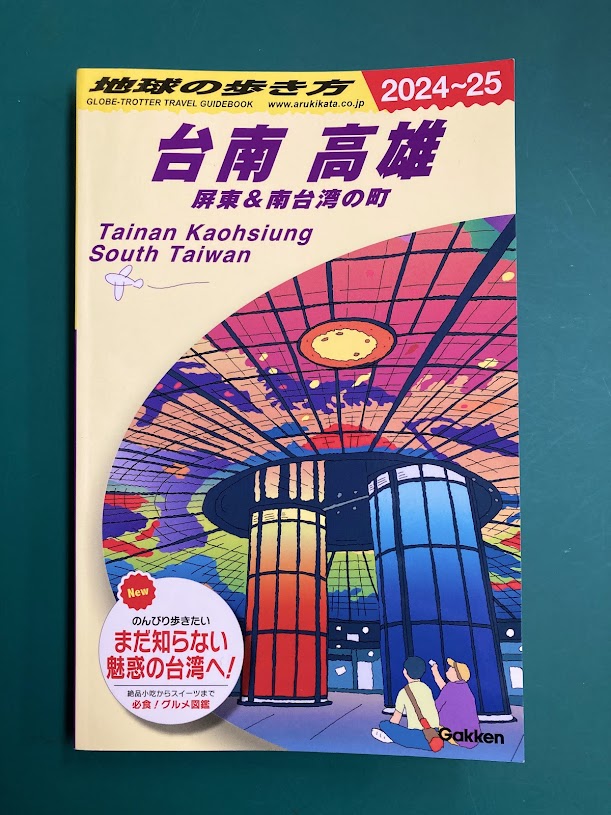 地球の歩き方
GLOBE-TROTTER TRAVEL GUIDEBOOK www.arukikata.co.jp
2024~25
台南 高雄
屏東&南台湾の町
Tainan Kaohsiung
South Taiwan
New
のんびり歩きたい
まだ知らない
魅惑の台湾へ!
絶品小吃からスイーツまで
必食!グルメ図鑑
Gakken